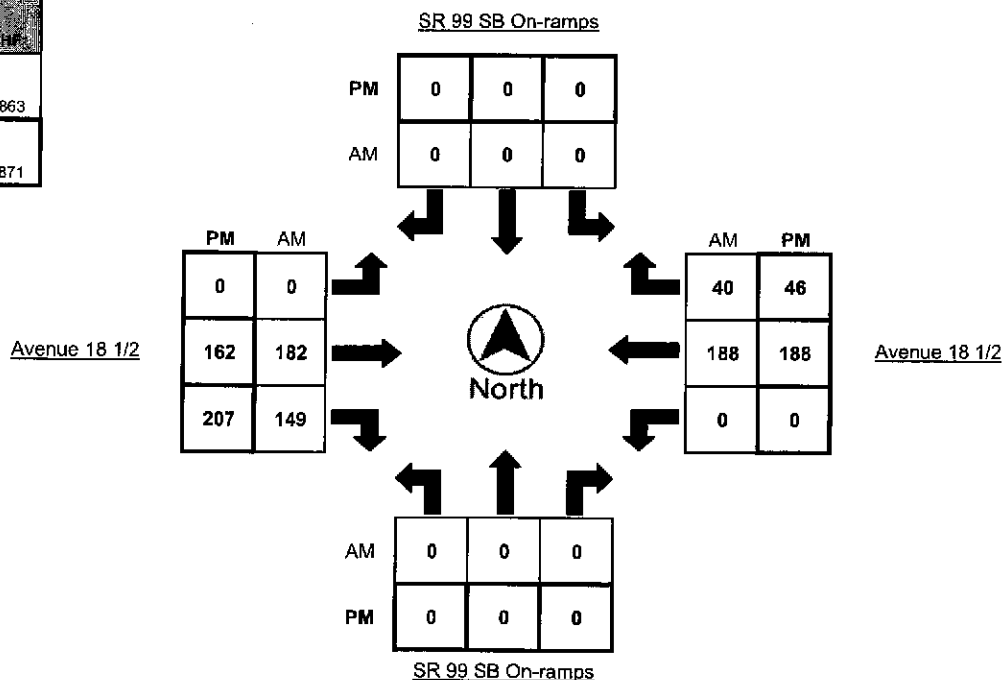 SR 99 SB On-ramps
PM 0 0 0
AM 0 0 0
863
871
PM AM
0 0
162 182
207 149
Avenue 18 1/2
North
AM PM
40 46
188 188
0 0
Avenue 18 1/2
AM 0 0 0
PM 0 0 0
SR 99 SB On-ramps